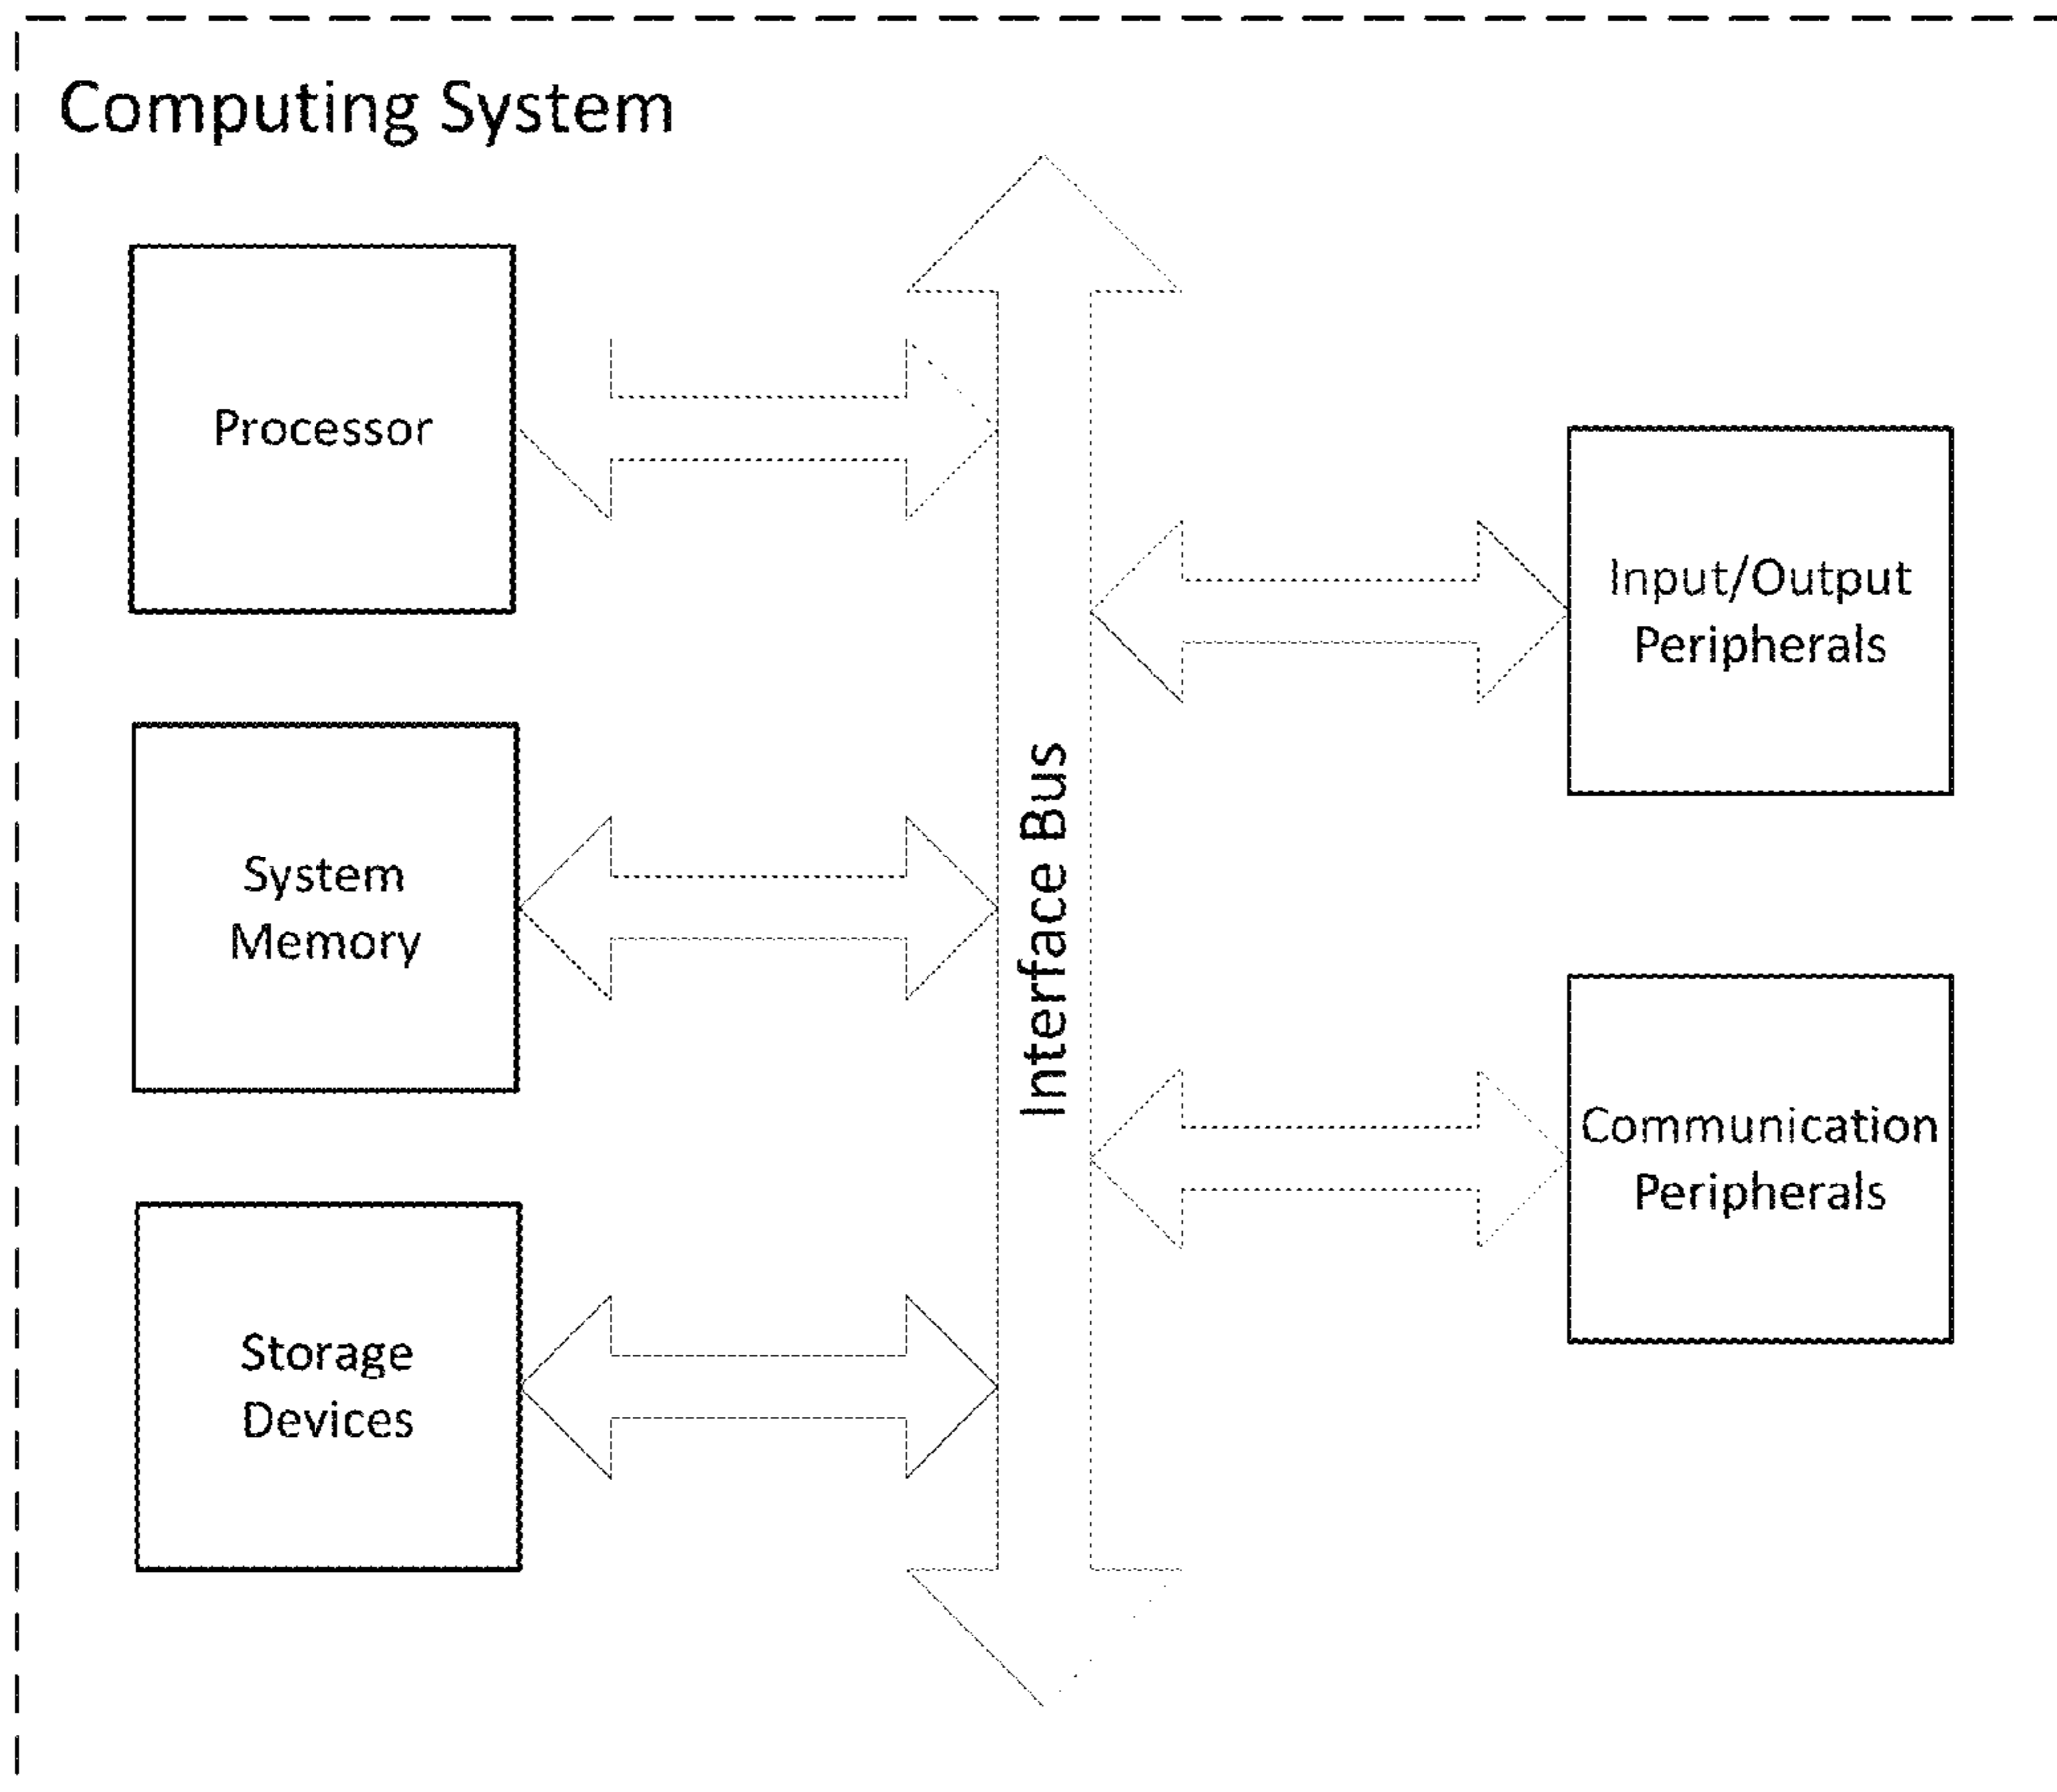 Computing System
Processor
System
Memory
Storage
Devices
Interface Bus
Input/Output
Peripherals
Communication
Peripherals